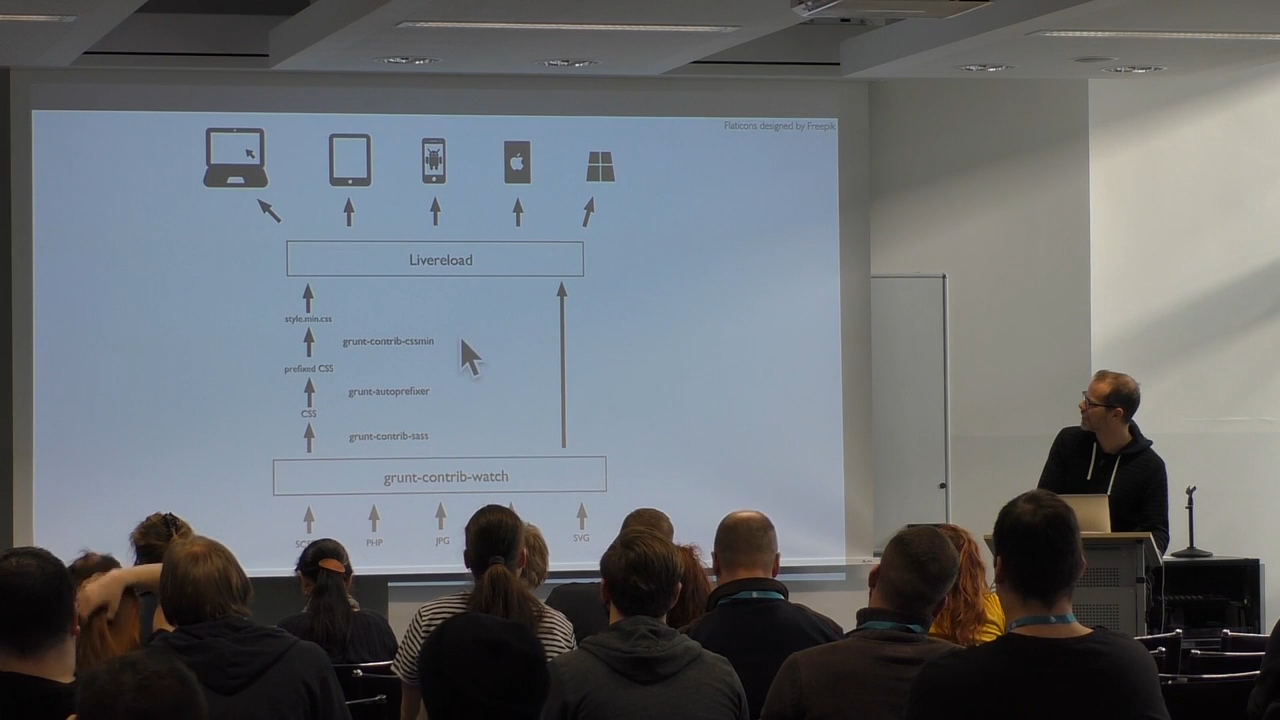 Flaticons designed by Freepik
Livereload
style.min.css
grunt-contrib-cssmin
prefixed CSS
grunt-autoprefixer
CSS
grunt-contrib-sass
grunt-contrib-watch
PHP
JPG
SVG